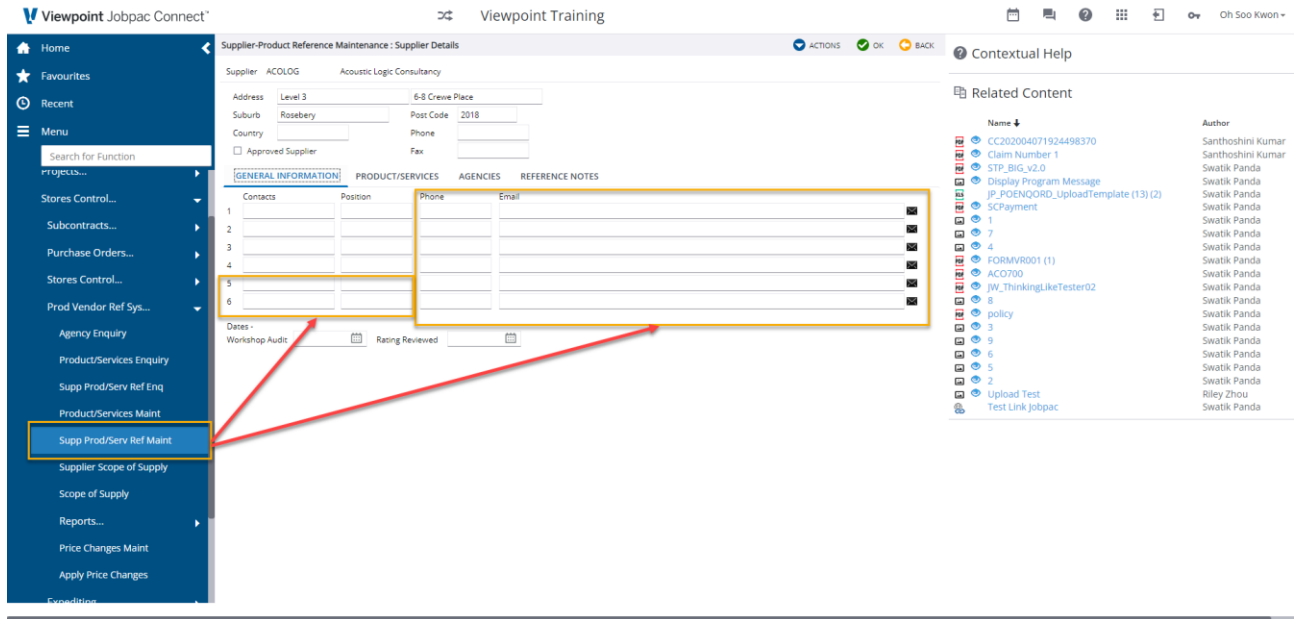 Viewpoint Jobpac Connect™
Viewpoint Training
Oh Soo Kwon
Home
Favourites
Recent
Menu
Search for Function
Projects...
Stores Control...
Subcontracts...
Purchase Orders...
Stores Control...
Prod Vendor Ref Sys...
Agency Enquiry
Product/Services Enquiry
Supp Prod/Serv Ref Enq
Product/Services Maint
Supp Prod/Serv Ref Maint
Supplier Scope of Supply
Scope of Supply
Reports...
Price Changes Maint
Apply Price Changes
Expediting
Supplier-Product Reference Maintenance : Supplier Details
ACTIONS OK BACK
Supplier ACOLOG Acoustic Logic Consultancy
Address Level 3 6-8 Crewe Place
Suburb Rosebery Post Code 2018
Country Phone
Approved Supplier Fax
GENERAL INFORMATION PRODUCT/SERVICES AGENCIES REFERENCE NOTES
Contacts Position Phone Email
1
2
3
4
5
6
Dates -
Workshop Audit Rating Reviewed
Contextual Help
Related Content
Name Author
CC202004071924498370 Santhoshini Kumar
Claim Number 1 Santhoshini Kumar
STP_BIG_v2.0 Swatik Panda
Display Program Message Swatik Panda
JP_POENQORD_UploadTemplate (13) (2) Swatik Panda
SCPayment Swatik Panda
1 Swatik Panda
7 Swatik Panda
4 Swatik Panda
FORMVR001 (1) Swatik Panda
ACO700 Swatik Panda
JW_ThinkingLikeTester02 Swatik Panda
8 Swatik Panda
policy Swatik Panda
3 Swatik Panda
9 Swatik Panda
6 Swatik Panda
5 Swatik Panda
2 Swatik Panda
Upload Test Riley Zhou
Test Link Jobpac Swatik Panda